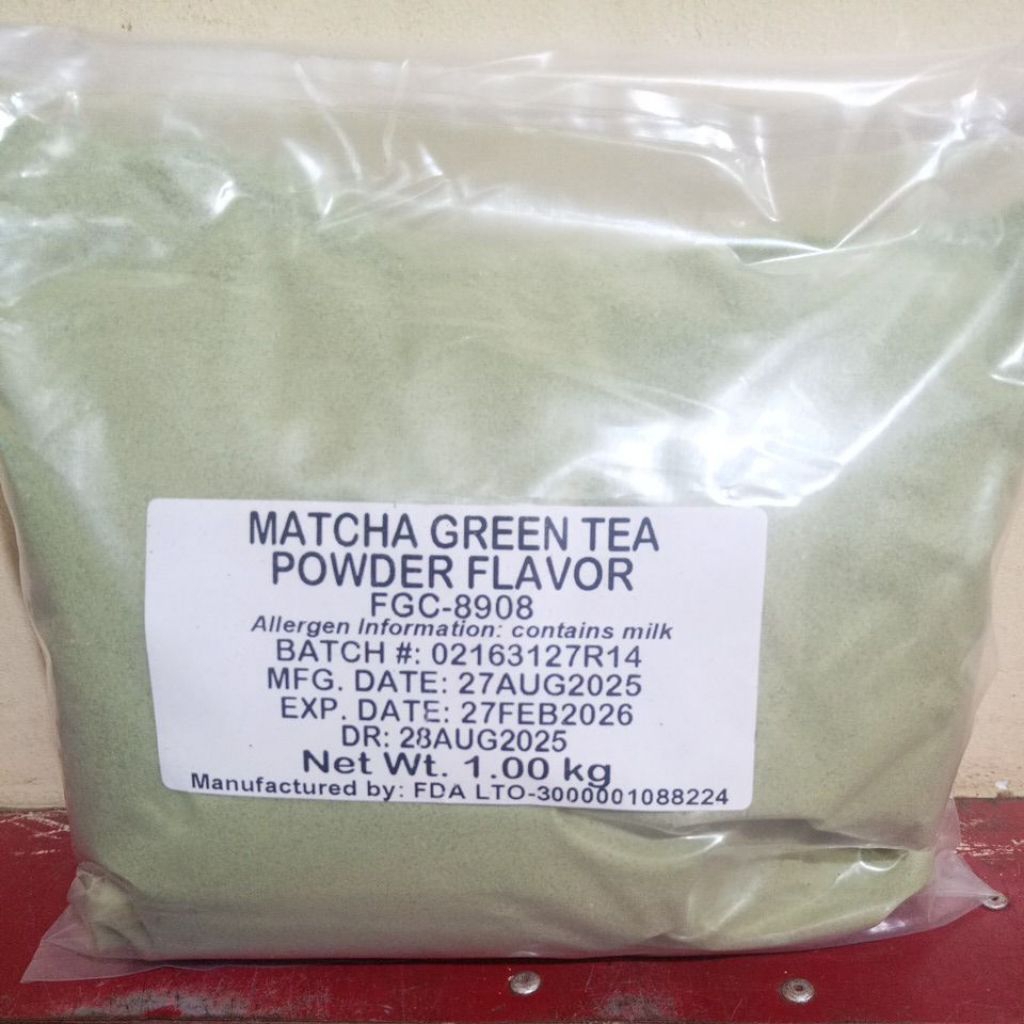 MATCHA GREEN TEA
POWDER FLAVOR
FGC-8908
Allergen Information: contains milk
BATCH #: 02163127R14
MFG. DATE: 27AUG2025
EXP. DATE: 27FEB2026
DR: 28AUG2025
Net Wt. 1.00 kg
Manufactured by: FDA LTO-3000001088224